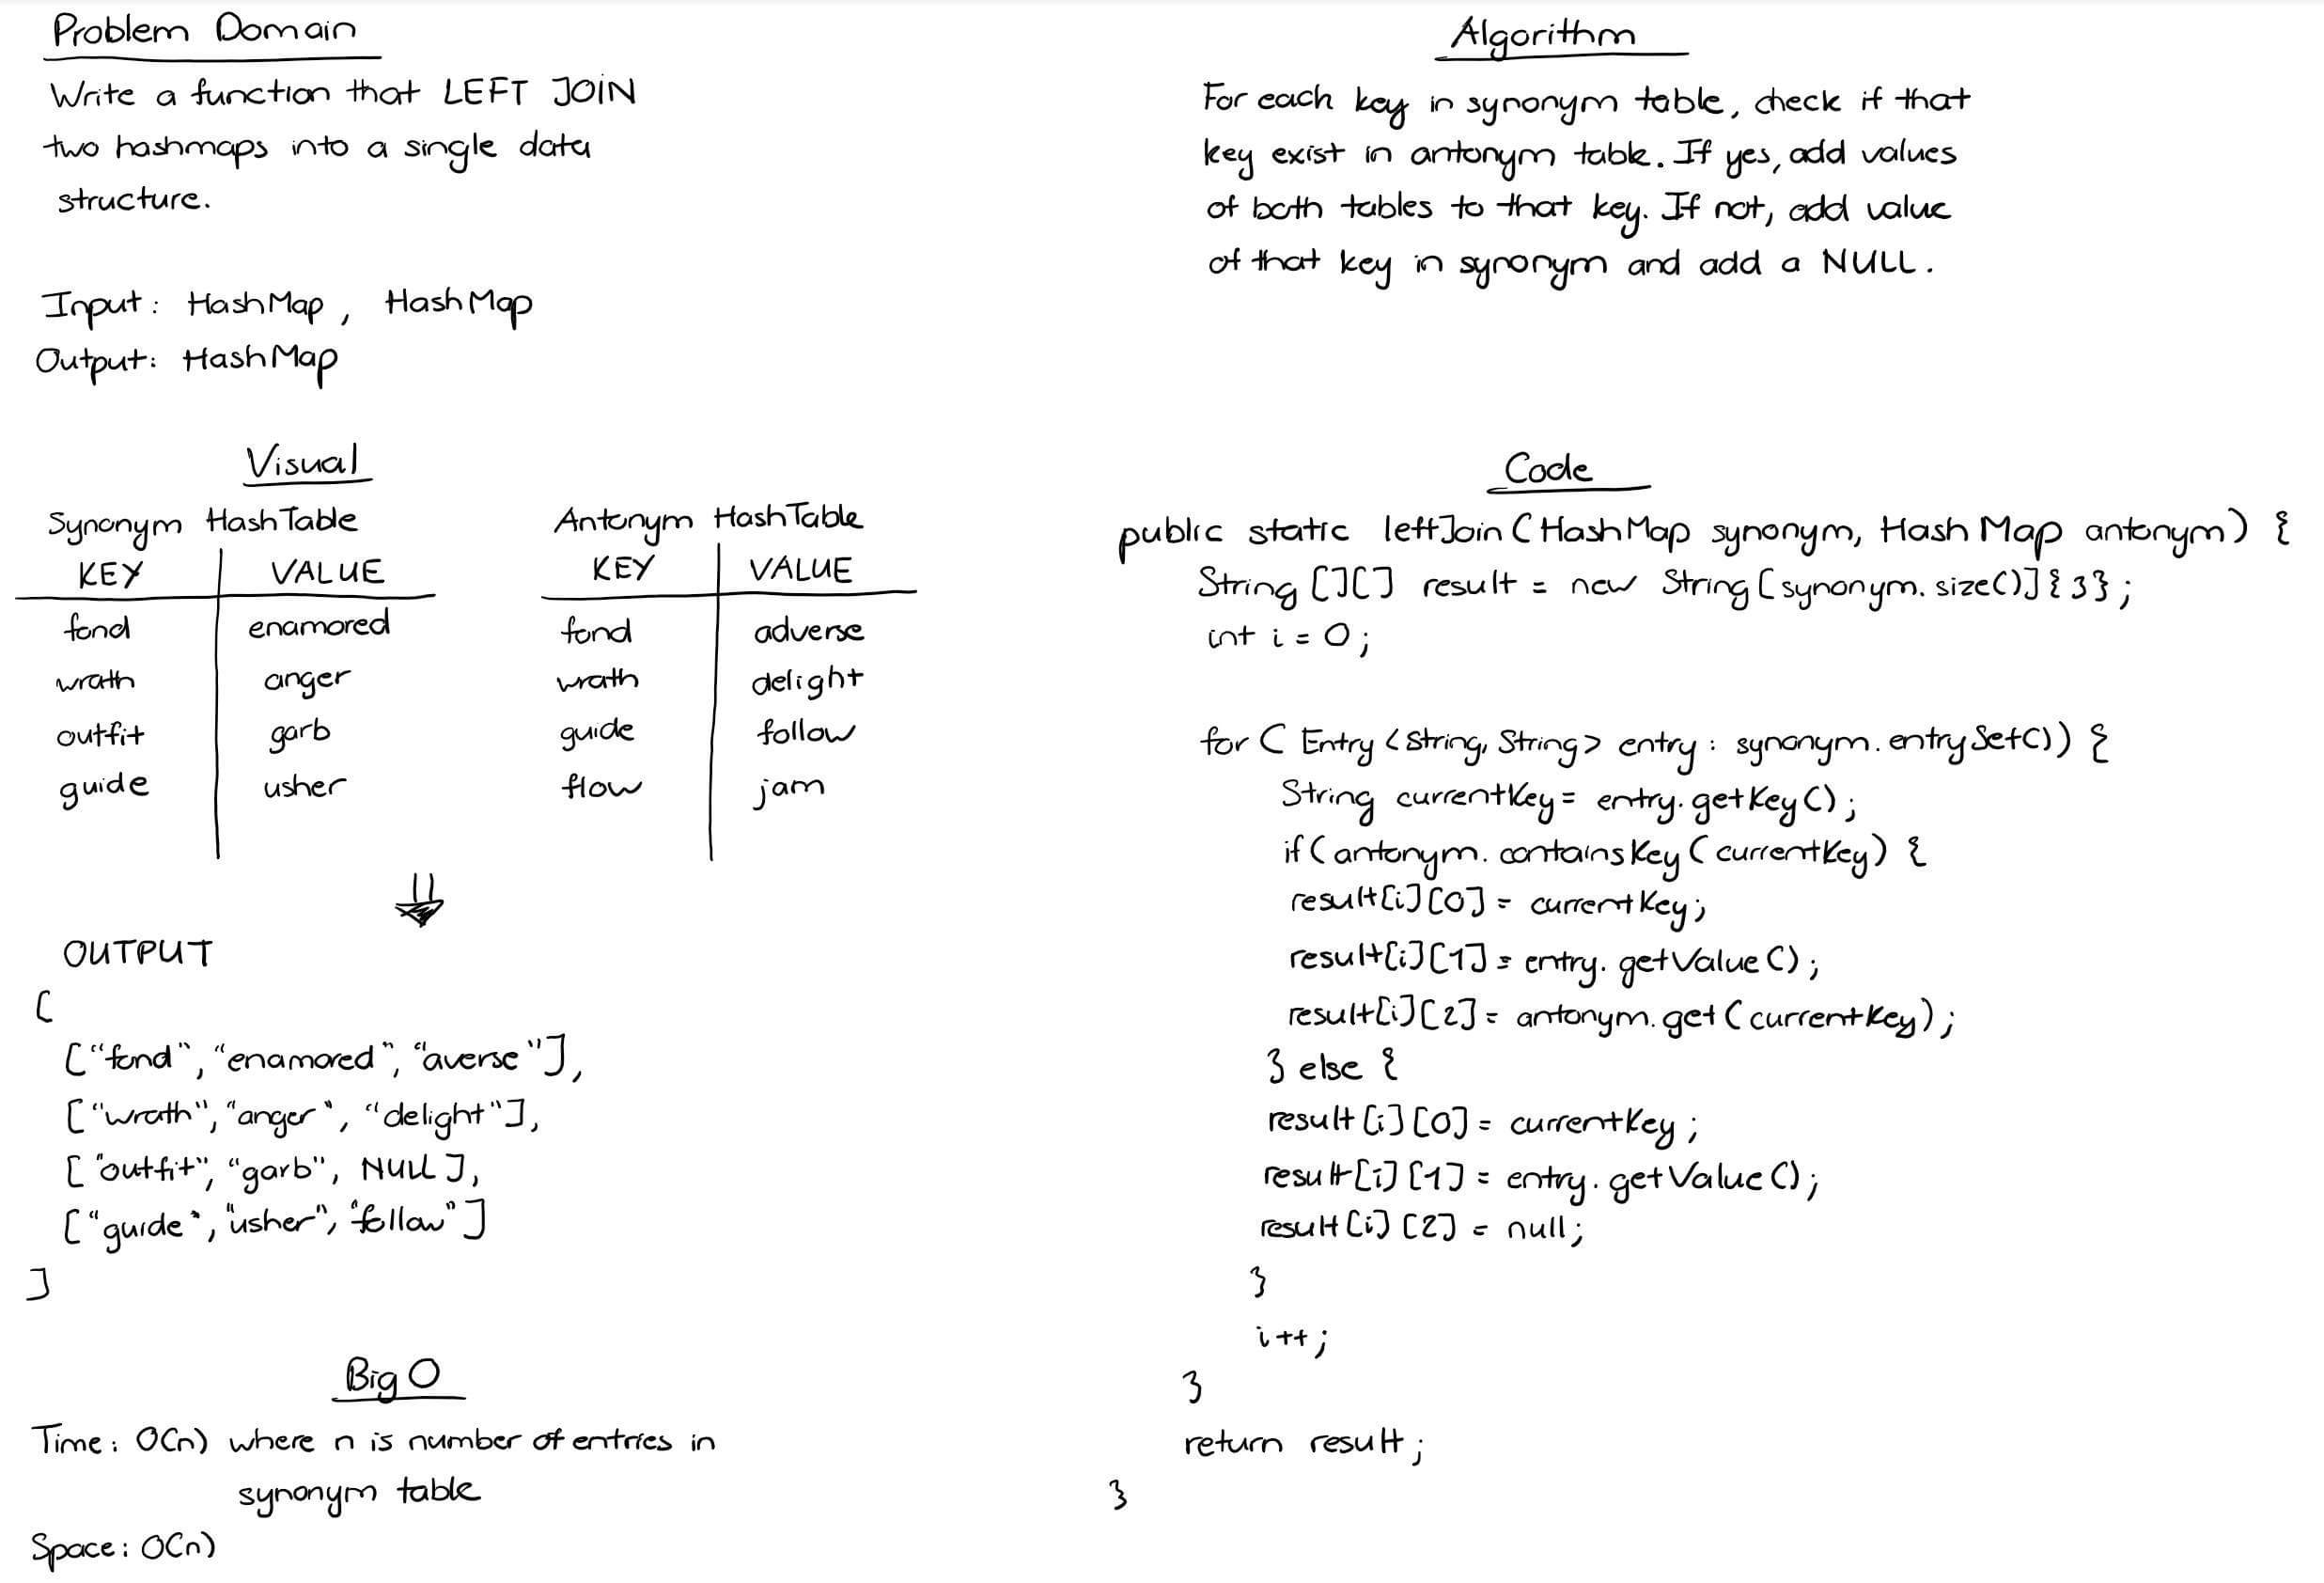 Problem Domain
Write a function that LEFT JOIN
two hashmaps into a single data
structure.
Input: HashMap, HashMap
Output: HashMap
Visual
Synonym HashTable
KEY VALUE
fond enamored
wrath anger
outfit garb
guide usher
Antonym HashTable
KEY VALUE
fond adverse
wrath delight
guide follow
flow jam
OUTPUT
[
["fond", "enamored", "averse"],
["wrath", "anger", "delight"],
["outfit", "garb", NULL],
["guide", "usher", "follow"]
]
Big O
Time: O(n) where n is number of entries in
synonym table
Space: O(n)
Algorithm
For each key in synonym table, check if that
key exist in antonym table. If yes, add values
of both tables to that key. If not, add value
of that key in synonym and add a NULL.
Code
public static leftJoin(HashMap synonym, HashMap antonym) {
String [][] result = new String[synonym.size()]{3};
int i = 0;
for ( Entry <String, String> entry : synonym.entrySet()) {
String currentKey = entry.getKey();
if (antonym.containsKey(currentKey) {
result[i][0] = currentKey;
result[i][1] = entry.getValue();
result[i][2] = antonym.get(currentKey);
} else {
result[i][0] = currentKey;
result[i][1] = entry.getValue();
result[i][2] = null;
}
i++;
}
return result;
}